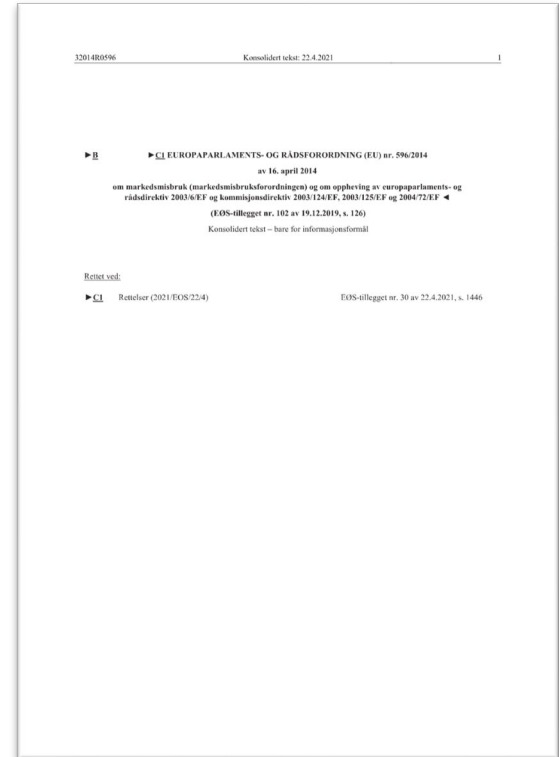 32014R0596 Konsolidert tekst: 22.4.2021 1
►B ►C1 EUROPAPARLAMENTS- OG RÅDSFORORDNING (EU) nr. 596/2014
av 16. april 2014
om markedsmisbruk (markedsmisbruksforordningen) og om oppheving av europaparlaments- og
rådsdirektiv 2003/6/EF og kommisjonsdirektiv 2003/124/EF, 2003/125/EF og 2004/72/EF ◄
(EØS-tillegget nr. 102 av 19.12.2019, s. 126)
Konsolidert tekst – bare for informasjonsformål
Rettet ved:
►C1 Rettelser (2021/EØS/22/4) EØS-tillegget nr. 30 av 22.4.2021, s. 1446